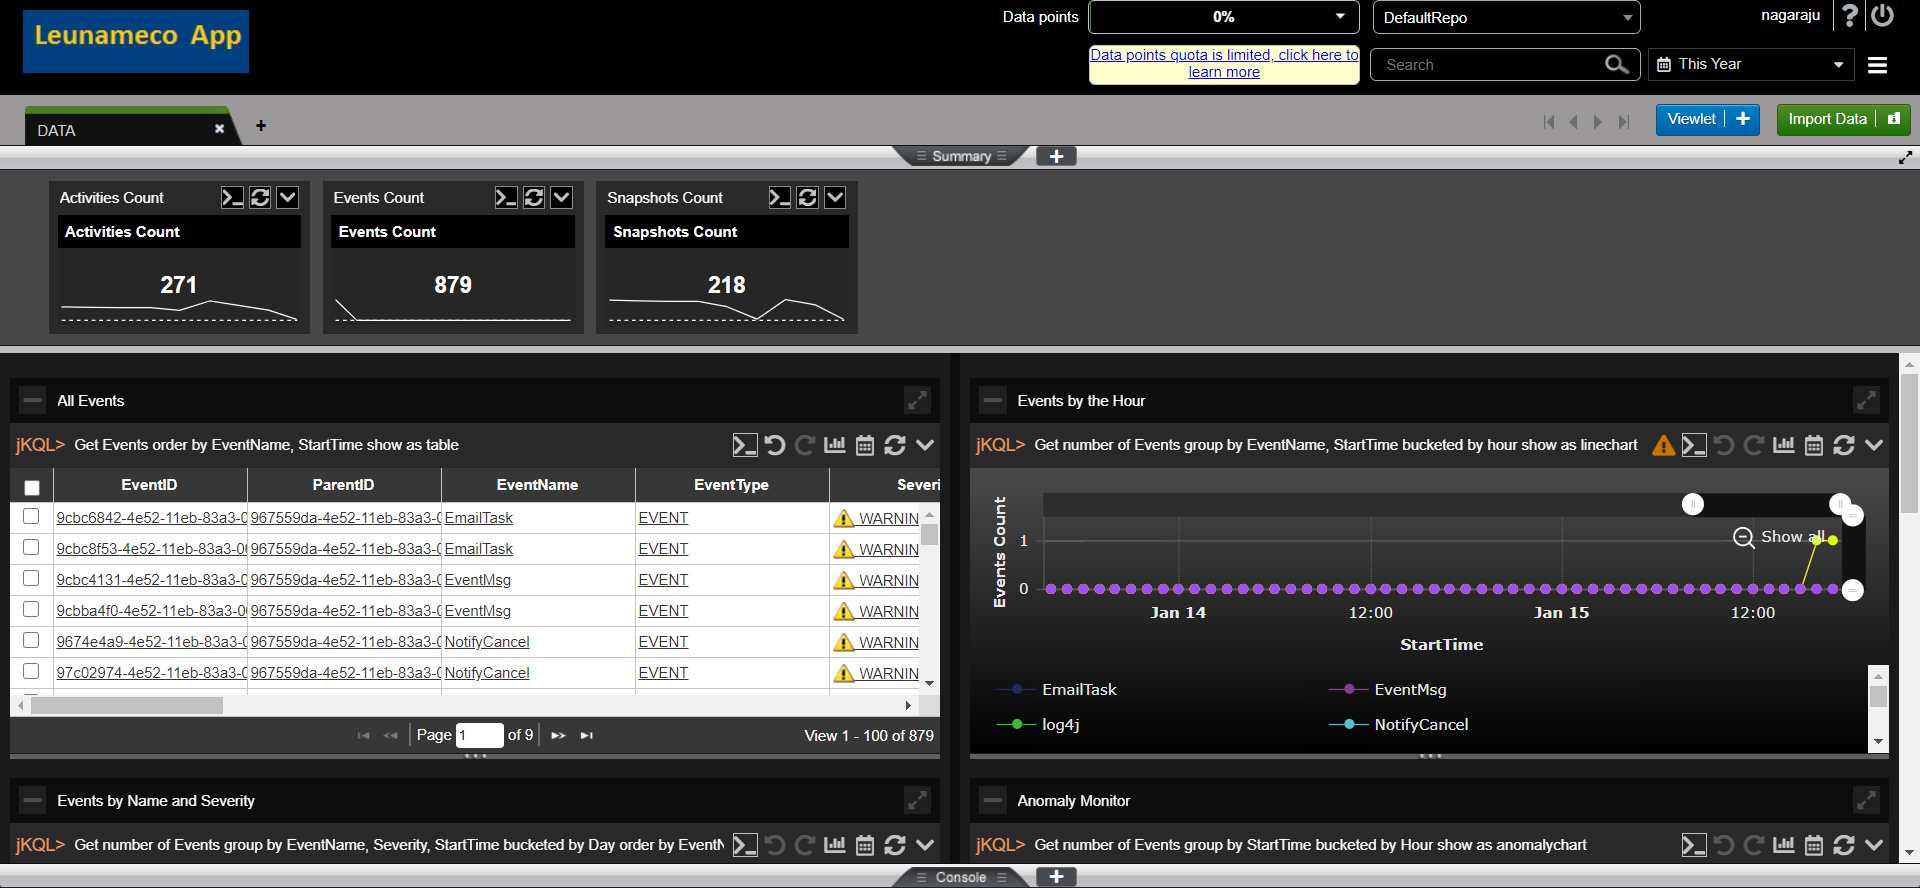 Leunameco App
Data points
0%
DefaultRepo
nagaraju
?
Data points quota is limited, click here to
learn more
Search
This Year
DATA
Viewlet
Import Data
Summary
Activities Count
Activities Count
271
Events Count
Events Count
879
Snapshots Count
Snapshots Count
218
All Events
jKQL> Get Events order by EventName, StartTime show as table
EventID ParentID EventName EventType Severi
9cbc6842-4e52-11eb-83a3-0 967559da-4e52-11eb-83a3-0 EmailTask EVENT WARNIN
9cbc8f53-4e52-11eb-83a3-0 967559da-4e52-11eb-83a3-0 EmailTask EVENT WARNIN
9cbc4131-4e52-11eb-83a3-0 967559da-4e52-11eb-83a3-0 EventMsg EVENT WARNIN
9cbba4f0-4e52-11eb-83a3-0 967559da-4e52-11eb-83a3-0 EventMsg EVENT WARNIN
9674e4a9-4e52-11eb-83a3-0 967559da-4e52-11eb-83a3-0 NotifyCancel EVENT WARNIN
97c02974-4e52-11eb-83a3-0 967559da-4e52-11eb-83a3-0 NotifyCancel EVENT WARNIN
Page 1 of 9
View 1 - 100 of 879
Events by the Hour
jKQL> Get number of Events group by EventName, StartTime bucketed by hour show as linechart
Events Count
Show all
1
0
Jan 14 12:00 Jan 15 12:00
StartTime
EmailTask EventMsg
log4j NotifyCancel
Events by Name and Severity
jKQL> Get number of Events group by EventName, Severity, StartTime bucketed by Day order by EventN
Anomaly Monitor
jKQL> Get number of Events group by StartTime bucketed by Hour show as anomalychart
Console